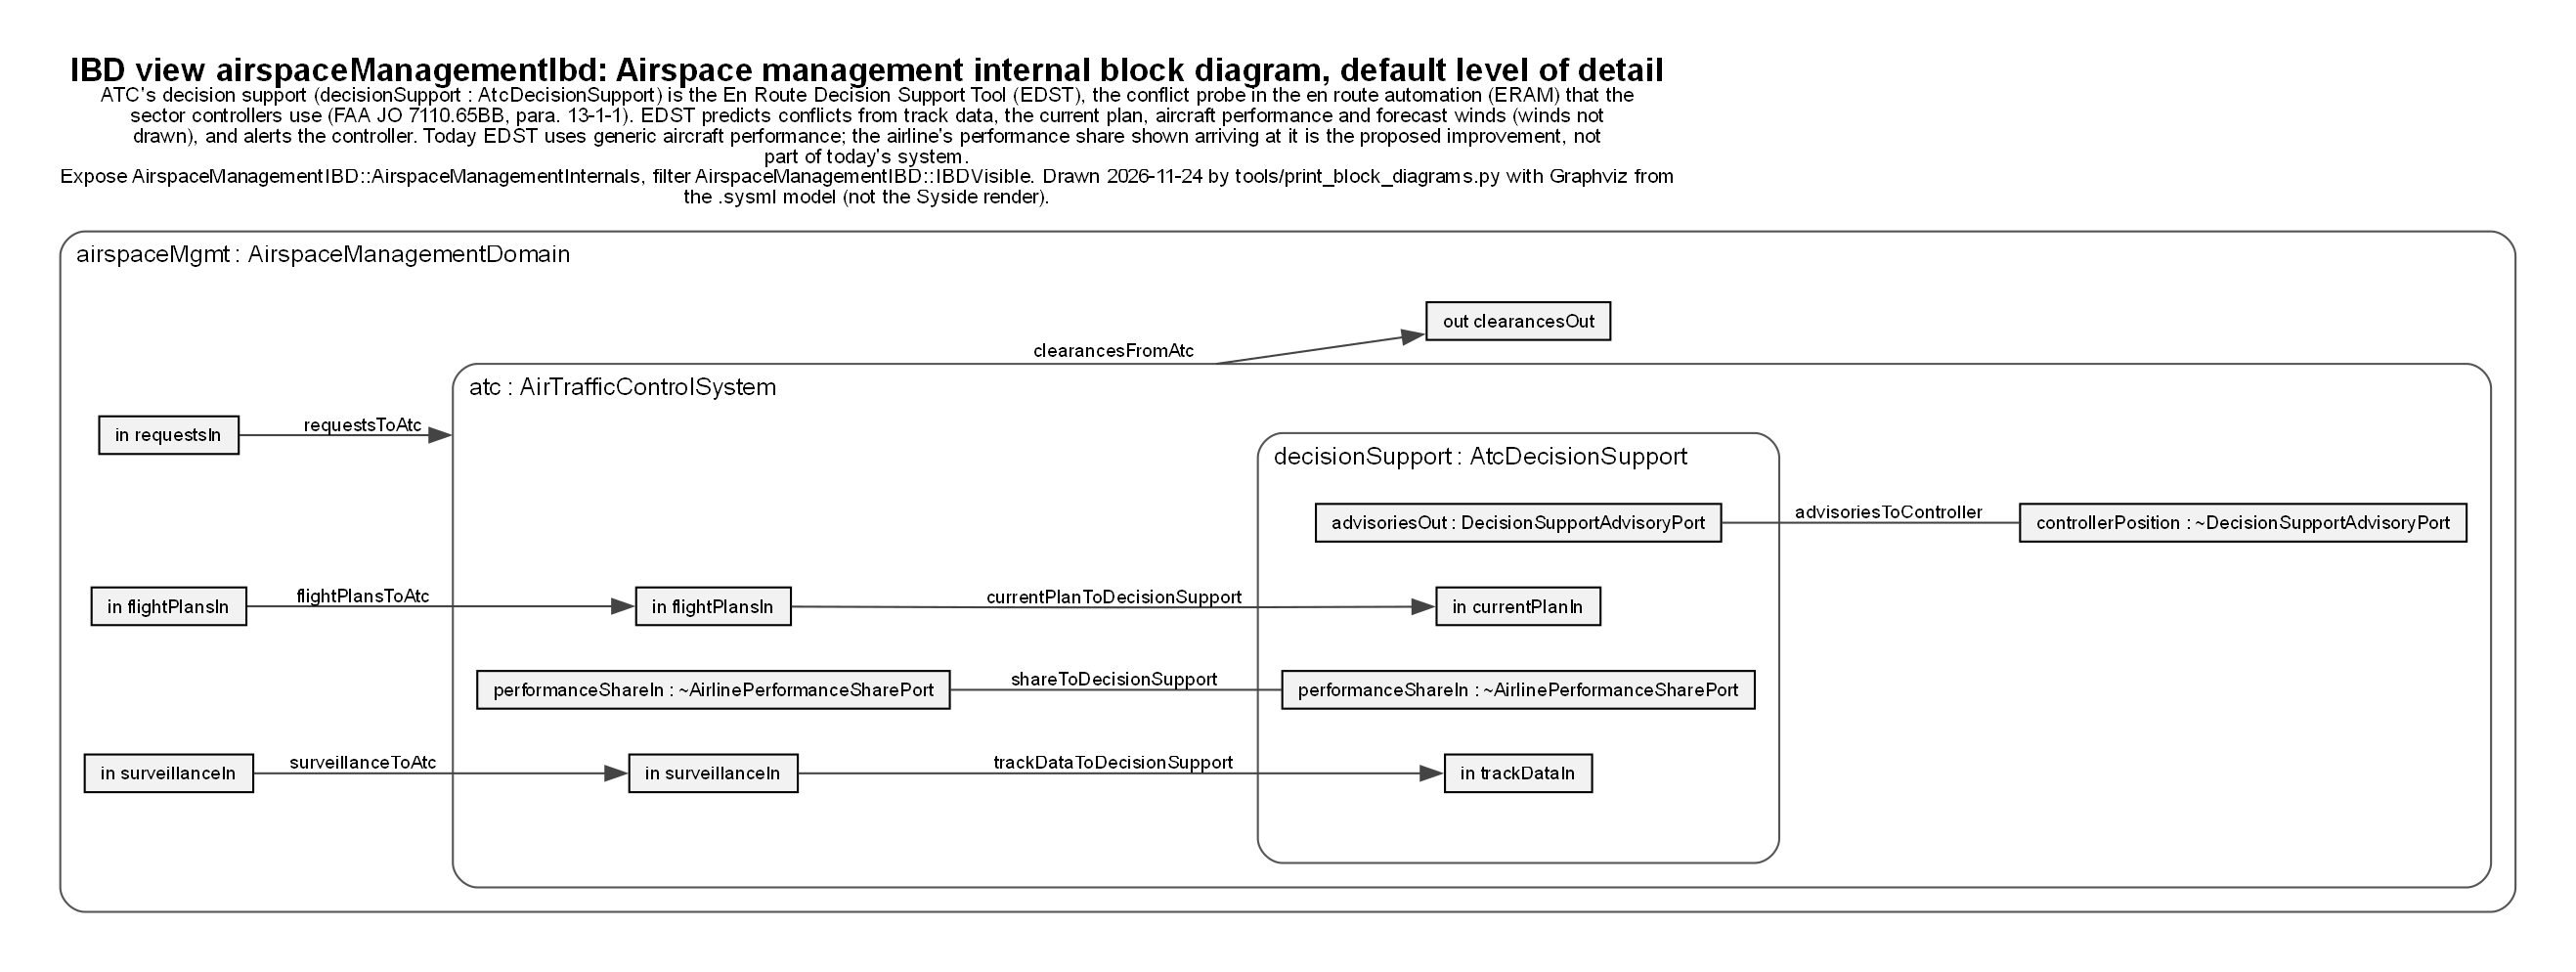 IBD view airspaceManagementIbd: Airspace management internal block diagram, default level of detail
ATC's decision support (decisionSupport : AtcDecisionSupport) is the En Route Decision Support Tool (EDST), the conflict probe in the en route automation (ERAM) that the
sector controllers use (FAA JO 7110.65BB, para. 13-1-1). EDST predicts conflicts from track data, the current plan, aircraft performance and forecast winds (winds not
drawn), and alerts the controller. Today EDST uses generic aircraft performance; the airline's performance share shown arriving at it is the proposed improvement, not
part of today's system.
Expose AirspaceManagementIBD::AirspaceManagementInternals, filter AirspaceManagementIBD::IBDVisible. Drawn 2026-11-24 by tools/print_block_diagrams.py with Graphviz from
the .sysml model (not the Syside render).
airspaceMgmt : AirspaceManagementDomain
out clearancesOut
clearancesFromAtc
atc : AirTrafficControlSystem
in requestsIn
requestsToAtc
decisionSupport : AtcDecisionSupport
advisoriesOut : DecisionSupportAdvisoryPort
advisoriesToController
controllerPosition : ~DecisionSupportAdvisoryPort
in flightPlansIn
flightPlansToAtc
in flightPlansIn
currentPlanToDecisionSupport
in currentPlanIn
performanceShareIn : ~AirlinePerformanceSharePort
shareToDecisionSupport
performanceShareIn : ~AirlinePerformanceSharePort
in surveillanceIn
surveillanceToAtc
in surveillanceIn
trackDataToDecisionSupport
in trackDataIn